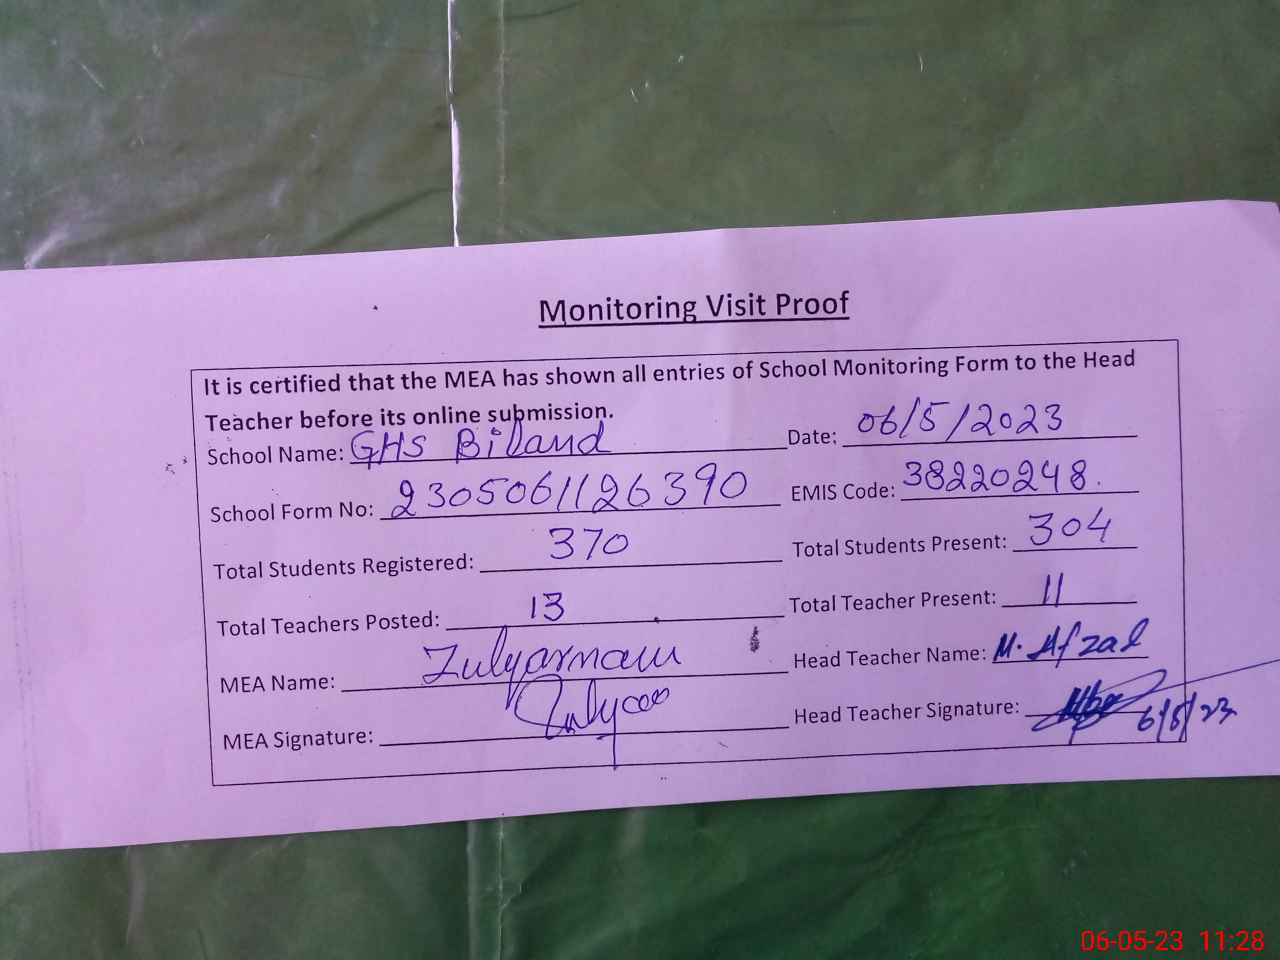 Monitoring Visit Proof
It is certified that the MEA has shown all entries of School Monitoring Form to the Head
Teacher before its online submission.
School Name: GHS Biland Date: 06/5/2023
School Form No: 2305061126390 EMIS Code: 38220248.
Total Students Registered: 370 Total Students Present: 304
Total Teachers Posted: 13 Total Teacher Present: 11
MEA Name: Head Teacher Name: M. Afzal
MEA Signature: Head Teacher Signature: 6/5/23
06-05-23 11:28